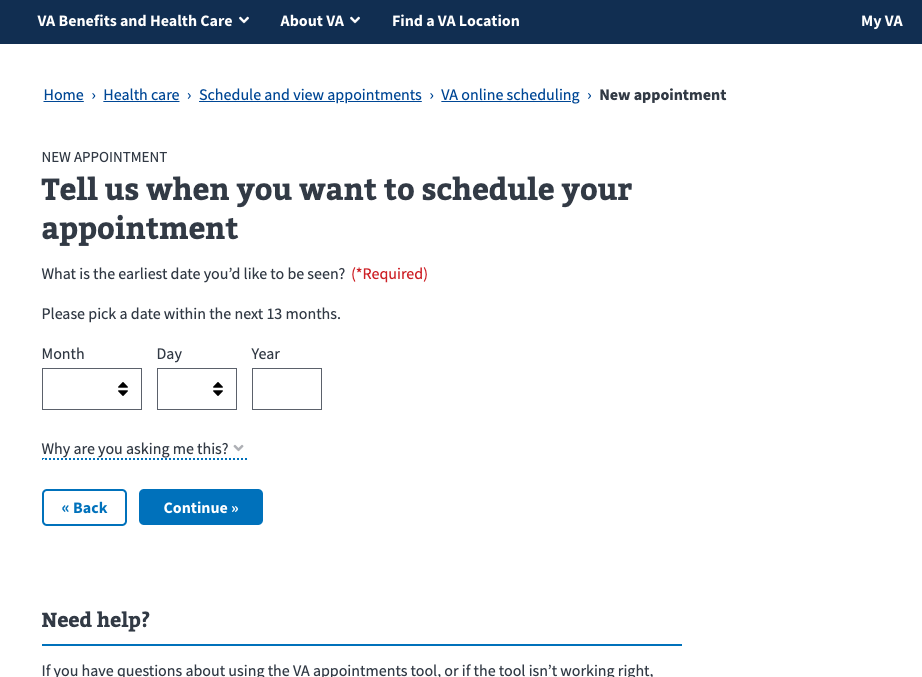 VA Benefits and Health Care About VA Find a VA Location My VA
Home › Health care › Schedule and view appointments › VA online scheduling › New appointment
NEW APPOINTMENT
Tell us when you want to schedule your
appointment
What is the earliest date you’d like to be seen? (*Required)
Please pick a date within the next 13 months.
Month Day Year
Why are you asking me this?
« Back Continue »
Need help?
If you have questions about using the VA appointments tool, or if the tool isn’t working right,